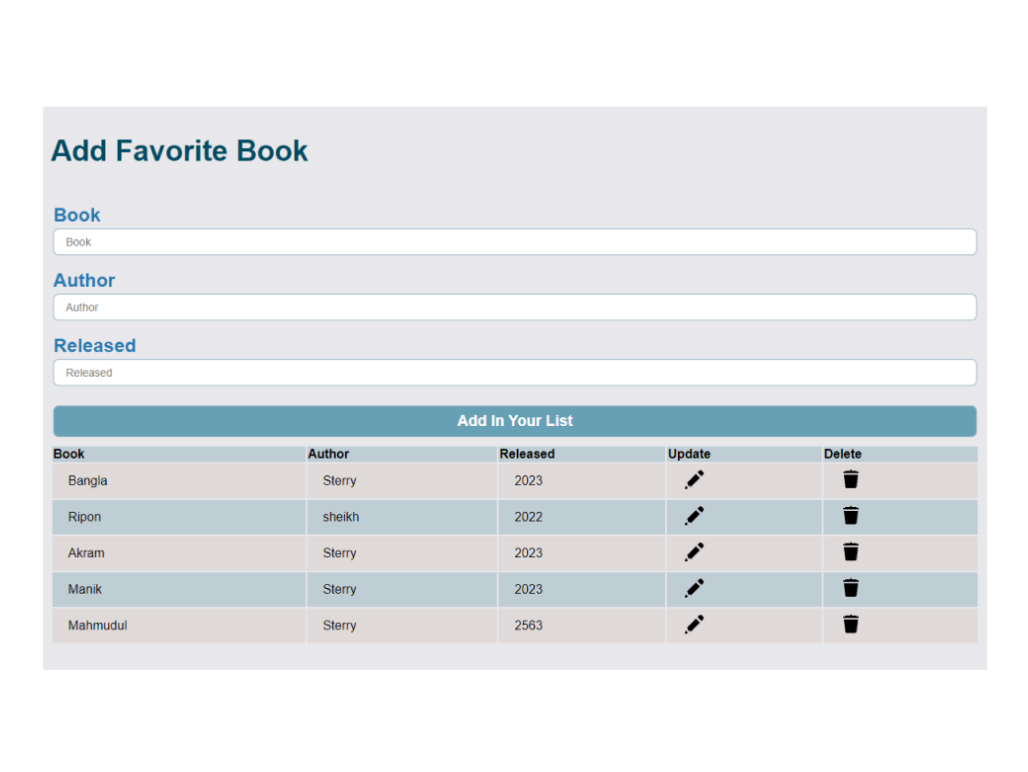 Add Favorite Book
Book
Book
Author
Author
Released
Released
Add In Your List
Book Author Released Update Delete
Bangla Sterry 2023
Ripon sheikh 2022
Akram Sterry 2023
Manik Sterry 2023
Mahmudul Sterry 2563